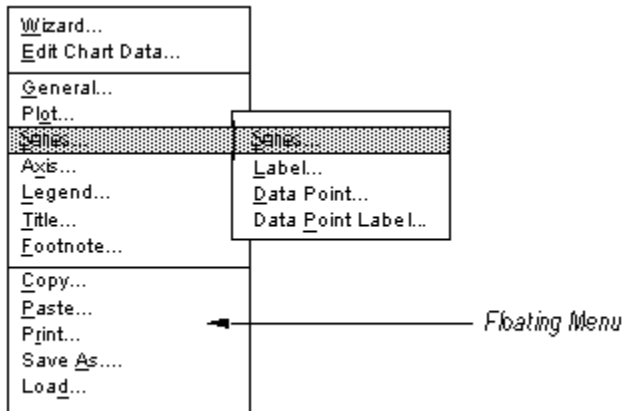 Wizard...
Edit Chart Data...
General...
Plot...
Series...
Axis...
Legend...
Title...
Footnote...
Copy...
Paste...
Print...
Save As....
Load...
Series...
Label...
Data Point...
Data Point Label...
Floating Menu